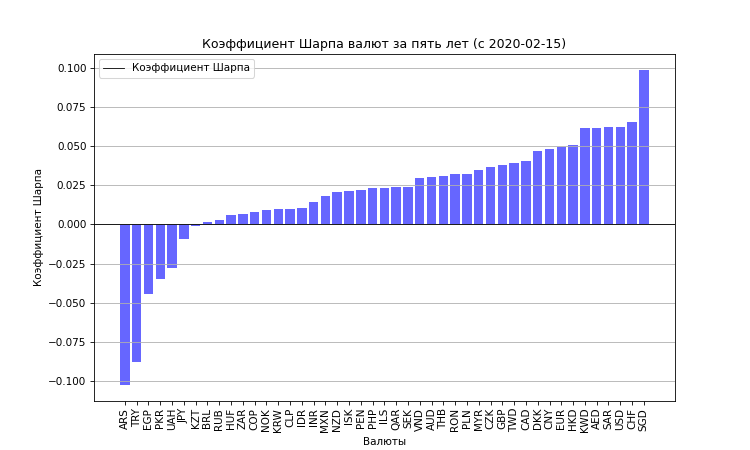 Коэффициент Шарпа валют за пять лет (с 2020-02-15)
Коэффициент Шарпа
0.100
0.075
0.050
0.025
0.000
−0.025
−0.050
−0.075
−0.100
Коэффициент Шарпа
ARS TRY EGP PKR UAH JPY KZT BRL RUB HUF ZAR COP NOK KRW CLP IDR INR MXN NZD ISK PEN PHP ILS QAR SEK VND AUD THB RON PLN MYR CZK GBP TWD CAD DKK CNY EUR HKD KWD AED SAR USD CHF SGD
Валюты